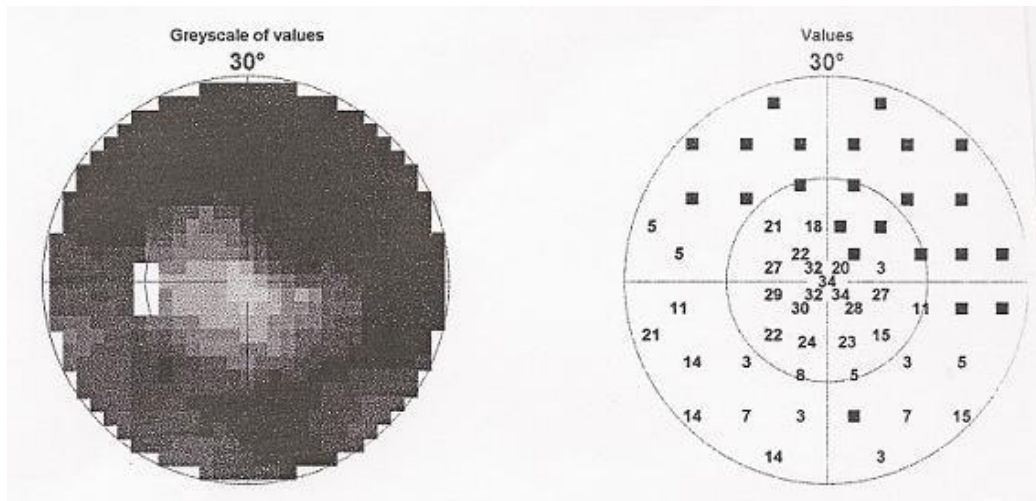 Greyscale of values
30°
Values
30°
5 21 18
5 22
27 32 20 3
34
29 32 34 27
11 30 28 11
21 22 24 23 15
14 3 8 5 3 5
14 7 3 7 15
14 3